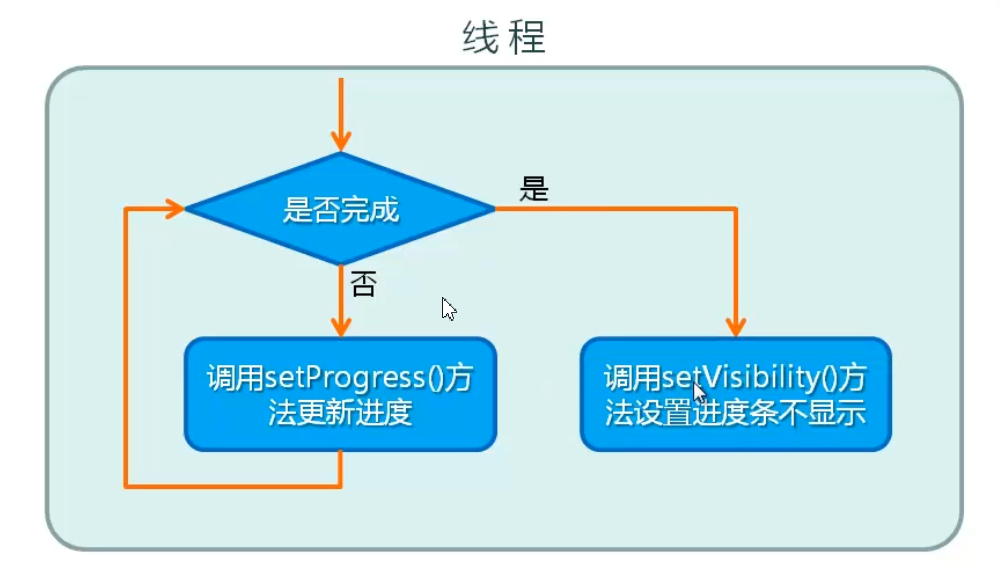 线程
是否完成
是
否
调用setProgress()方
法更新进度
调用setVisibility()方
法设置进度条不显示